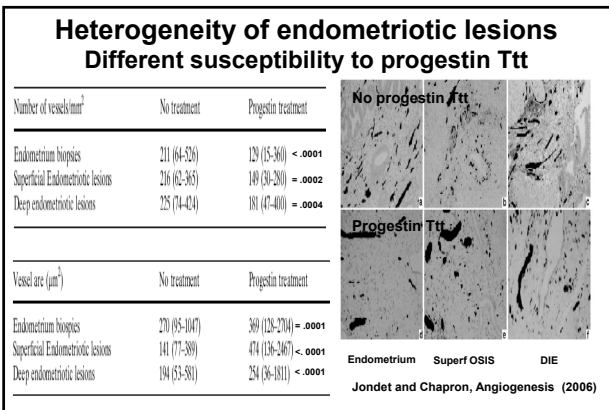 Heterogeneity of endometriotic lesions
Different susceptibility to progestin Ttt
Number of vessels/mm² No treatment Progestin treatment
Endometrium biopsies 211 (64–526) 129 (15–360) < .0001
Superficial Endometriotic lesions 216 (62–365) 149 (30–280) = .0002
Deep endometriotic lesions 225 (74–424) 181 (47–400) = .0004
Vessel are (µm²) No treatment Progestin treatment
Endometrium biopsies 270 (95–1047) 369 (128–2704) = .0001
Superficial Endometriotic lesions 141 (77–389) 474 (136–2467) <. 0001
Deep endometriotic lesions 194 (53–581) 254 (36–1811) < .0001
No progestin Ttt
a b c
Progestin Ttt
d e f
Endometrium Superf OSIS DIE
Jondet and Chapron, Angiogenesis (2006)